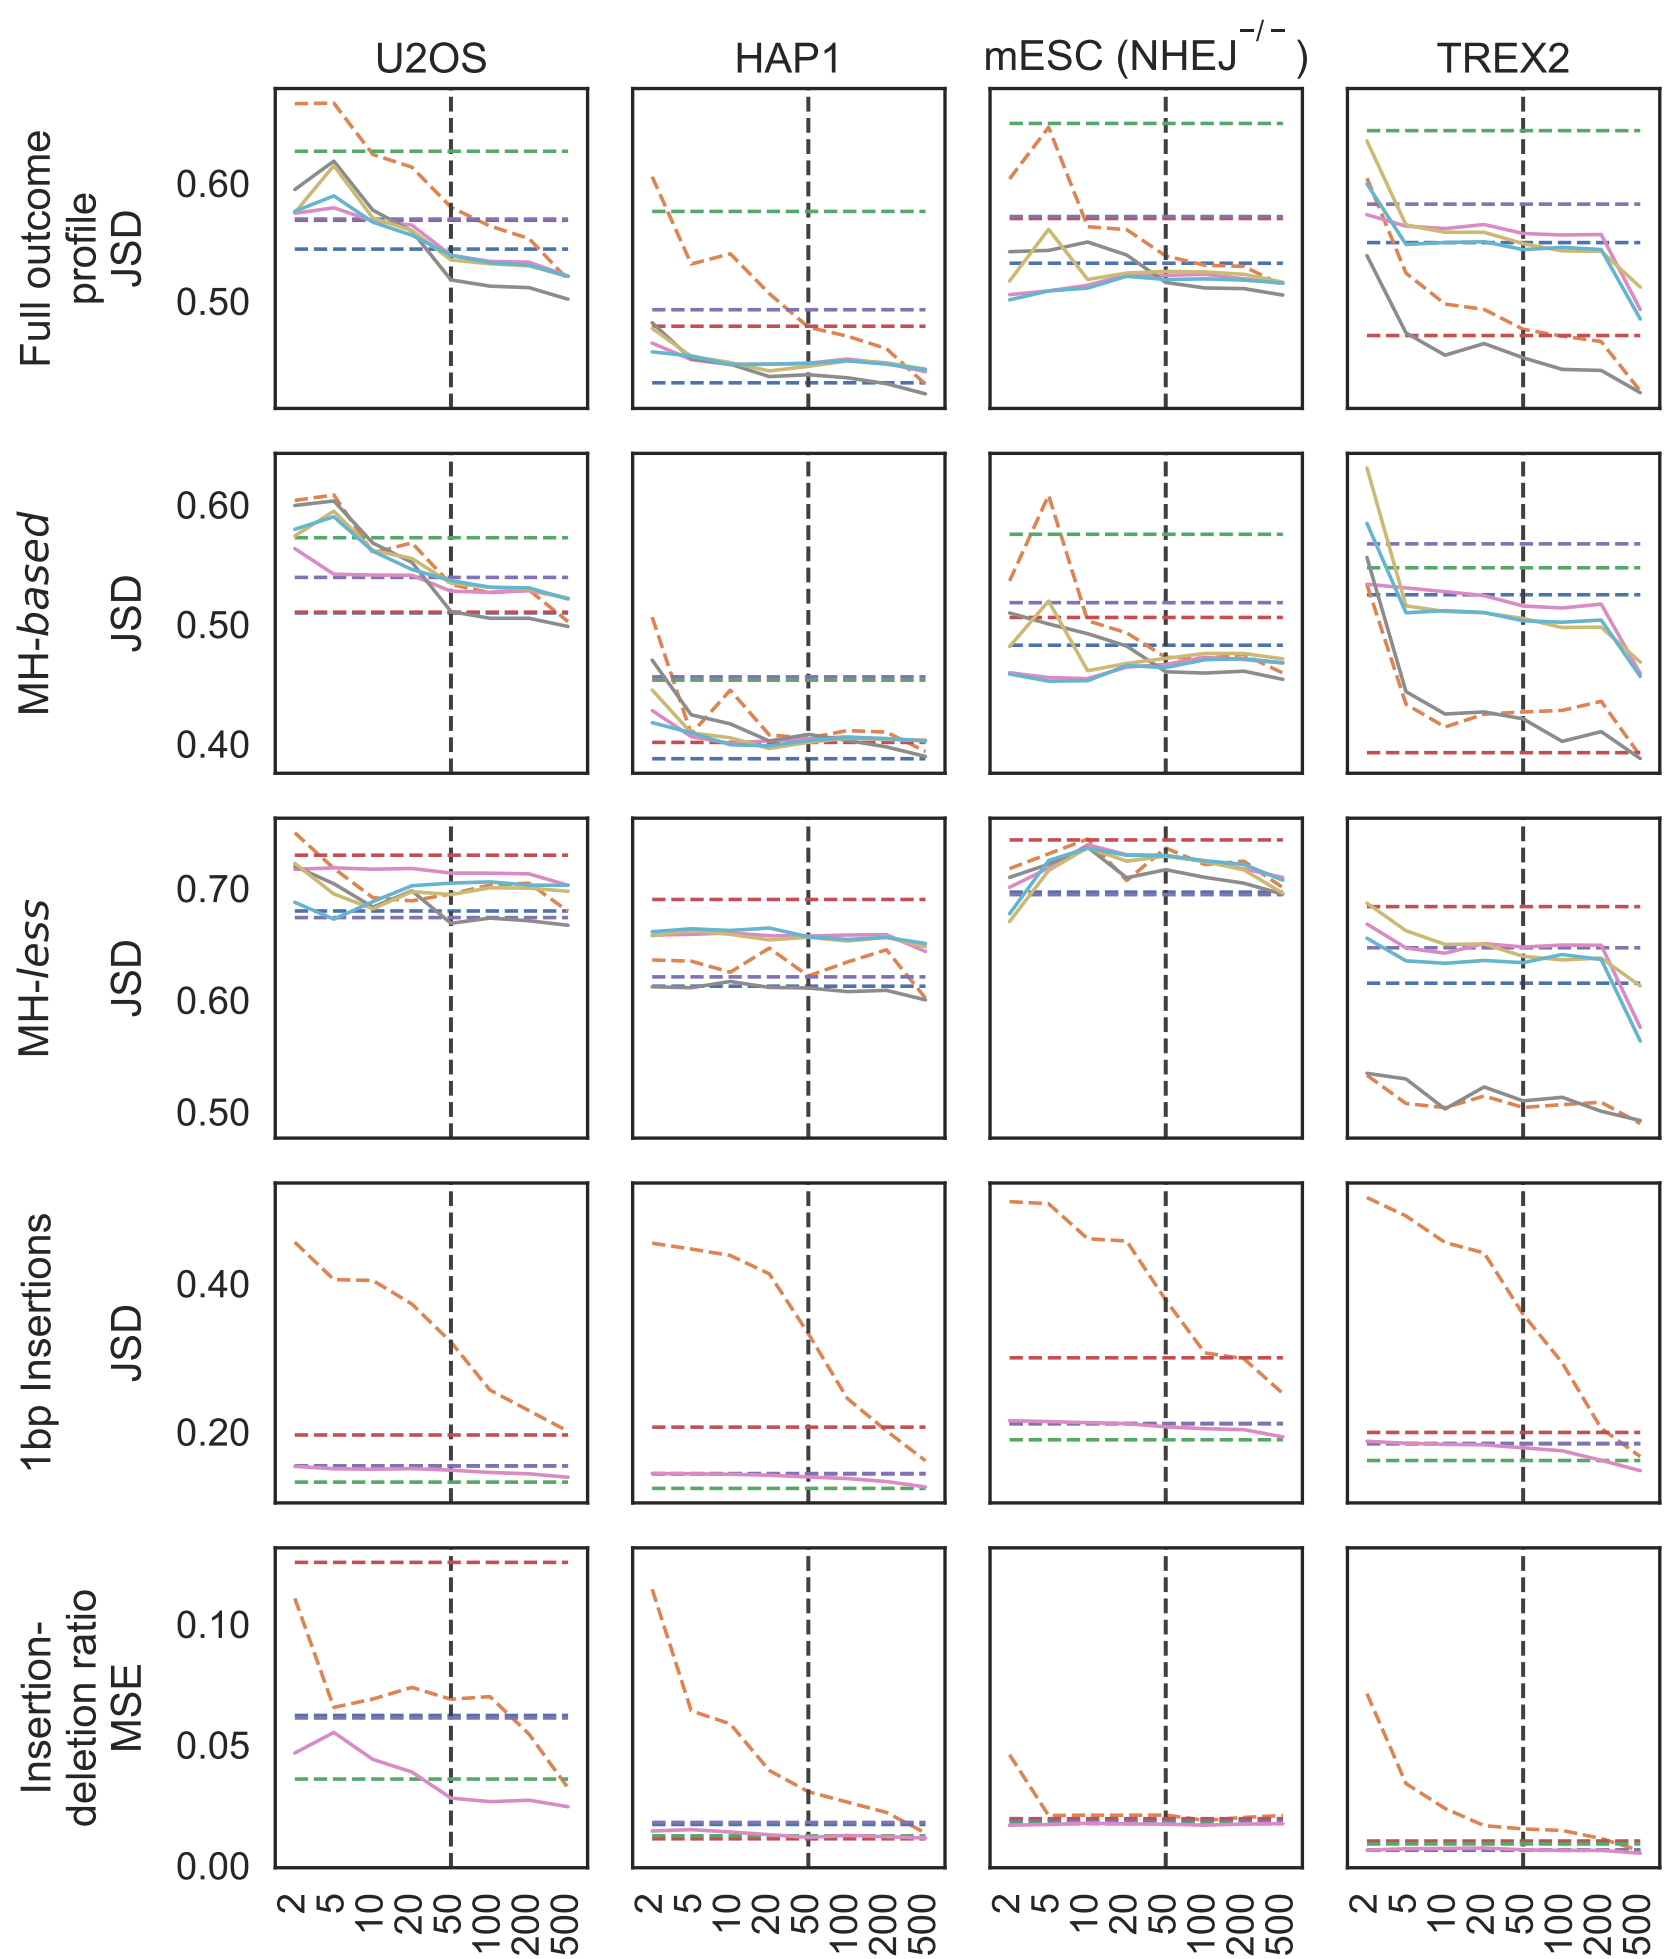 U2OS HAP1 mESC (NHEJ−/−) TREX2
Full outcome
profile
JSD
0.60
0.50
MH-based
JSD
0.60
0.50
0.40
MH-less
JSD
0.70
0.60
0.50
1bp Insertions
JSD
0.40
0.20
Insertion-
deletion ratio
MSE
0.10
0.05
0.00
2 5 10 20 50 100 200 500 2 5 10 20 50 100 200 500 2 5 10 20 50 100 200 500 2 5 10 20 50 100 200 500